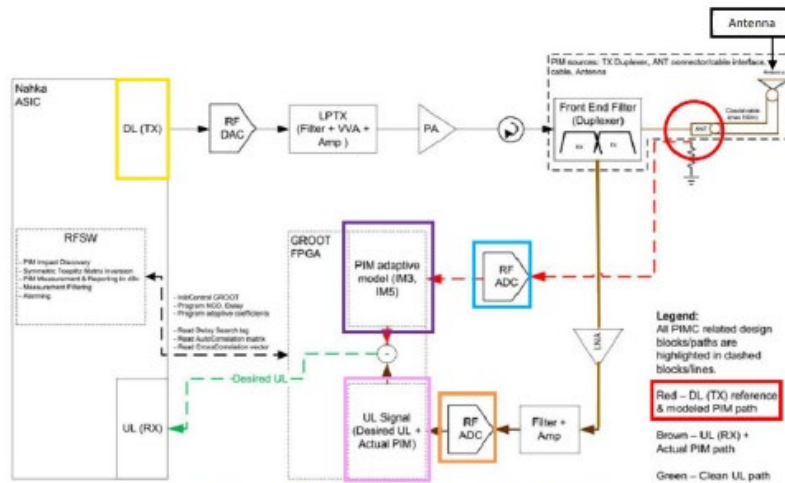 Antenna
PIM sources: TX Duplexer, ANT connector/cable interface,
cable, Antenna
Nahka
ASIC
DL (TX)
RF
DAC
LPTX
(Filter + VVA +
Amp )
PA
Front End Filter
(Duplexer)
RX
TX
ANT
RFSW
- PIM Impact Discovery
- Symmetric Toeplitz Matrix Inversion
- Measurement Filtering
- Alarming
- Program adaptive coefficients
- Read Delay Search log
- Read AutoCorrelation matrix
- Read CrossCorrelation vector
GROOT
FPGA
PIM adaptive
model (IM3,
IM5)
RF
ADC
-
Desired UL
UL (RX)
UL Signal
(Desired UL +
Actual PIM)
RF
ADC
Filter +
Amp
LNA
Legend:
All PIMC related design
blocks/paths are
highlighted in dashed
blocks/lines.
Red – DL (TX) reference
& modeled PIM path
Brown – UL (RX) +
Actual PIM path
Green – Clean UL path